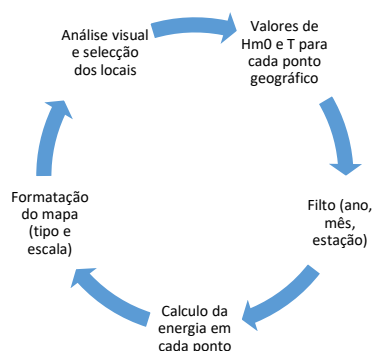 Análise visual
e selecção
dos locais
Valores de
Hm0 e T para
cada ponto
geográfico
Filto (ano,
mês,
estação)
Calculo da
energia em
cada ponto
Formatação
do mapa
(tipo e
escala)